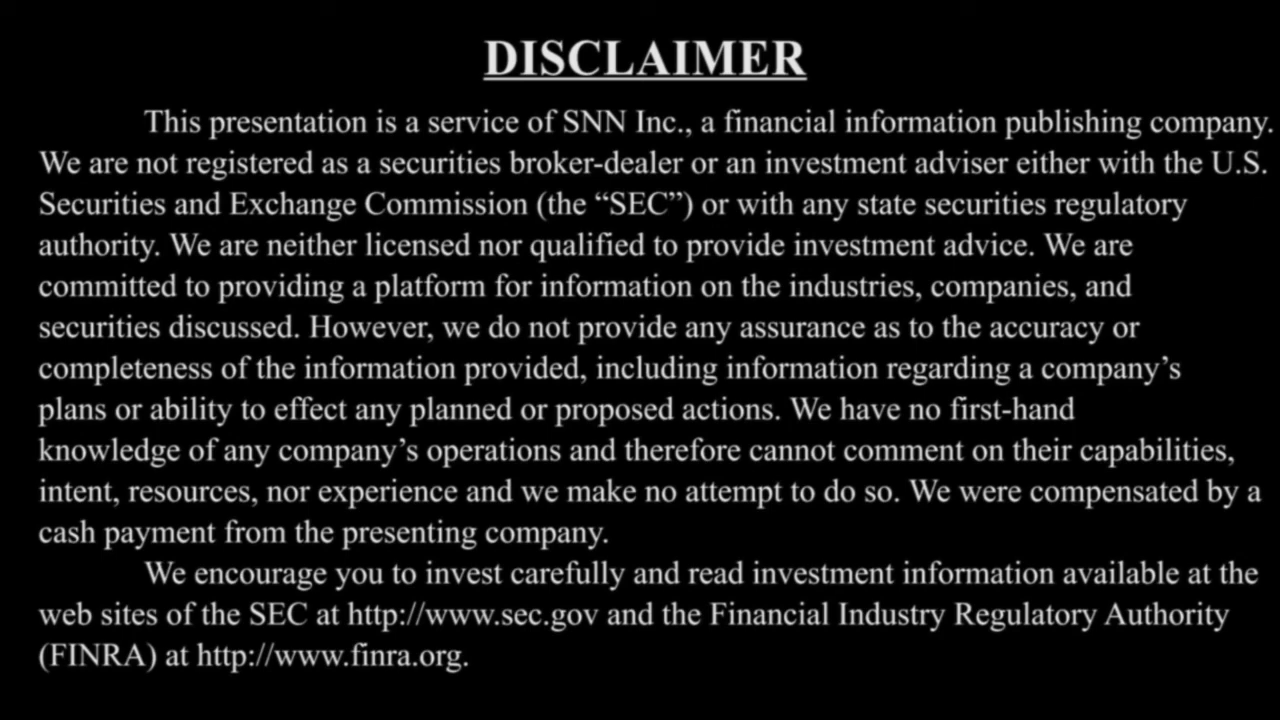 DISCLAIMER
This presentation is a service of SNN Inc., a financial information publishing company.
We are not registered as a securities broker-dealer or an investment adviser either with the U.S.
Securities and Exchange Commission (the “SEC”) or with any state securities regulatory
authority. We are neither licensed nor qualified to provide investment advice. We are
committed to providing a platform for information on the industries, companies, and
securities discussed. However, we do not provide any assurance as to the accuracy or
completeness of the information provided, including information regarding a company’s
plans or ability to effect any planned or proposed actions. We have no first-hand
knowledge of any company’s operations and therefore cannot comment on their capabilities,
intent, resources, nor experience and we make no attempt to do so. We were compensated by a
cash payment from the presenting company.
We encourage you to invest carefully and read investment information available at the
web sites of the SEC at http://www.sec.gov and the Financial Industry Regulatory Authority
(FINRA) at http://www.finra.org.